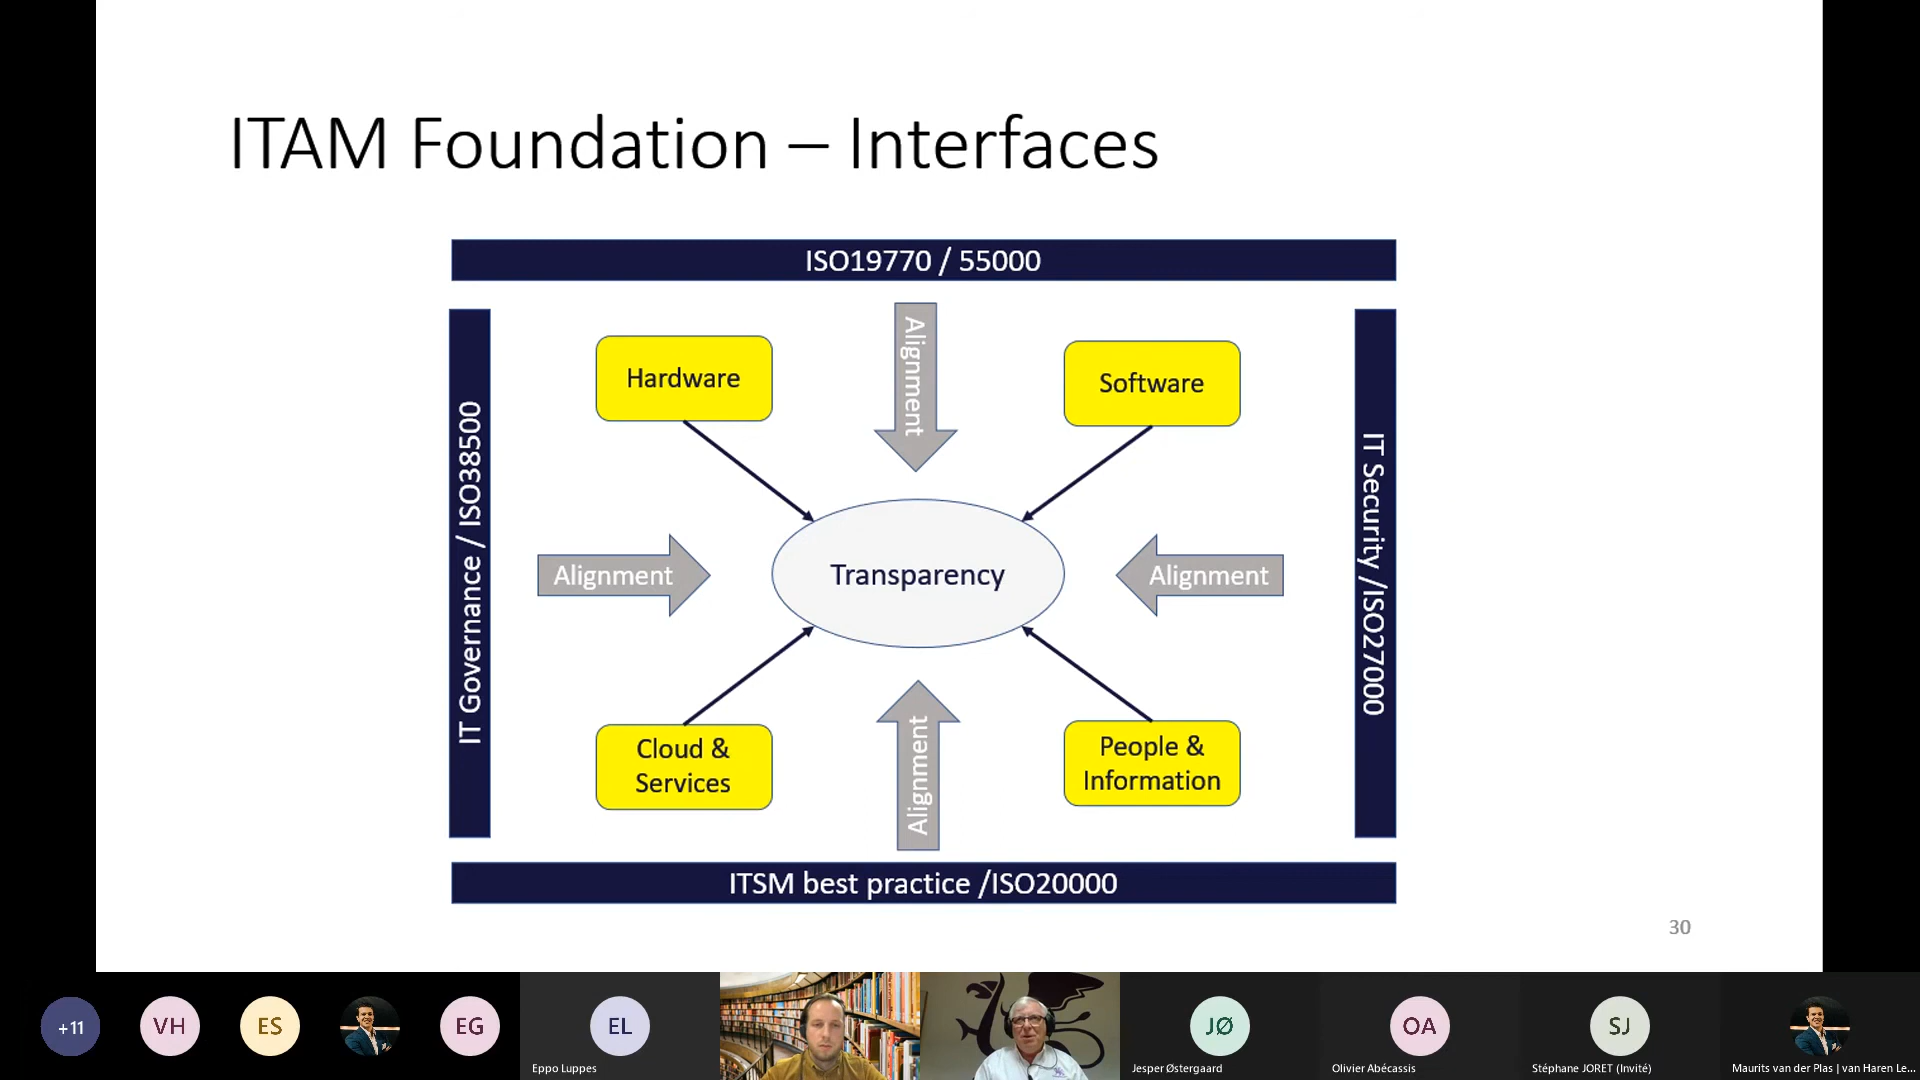 ITAM Foundation – Interfaces
ISO19770 / 55000
IT Governance / ISO38500
IT Security /ISO27000
Hardware
Alignment
Software
Alignment
Transparency
Alignment
Cloud &
Services
Alignment
People &
Information
ITSM best practice /ISO20000
30
+11
VH
ES
EG
EL
JØ
OA
SJ
Eppo Luppes
Jesper Østergaard
Olivier Abécassis
Stéphane JORET (Invité)
Maurits van der Plas | van Haren Le...